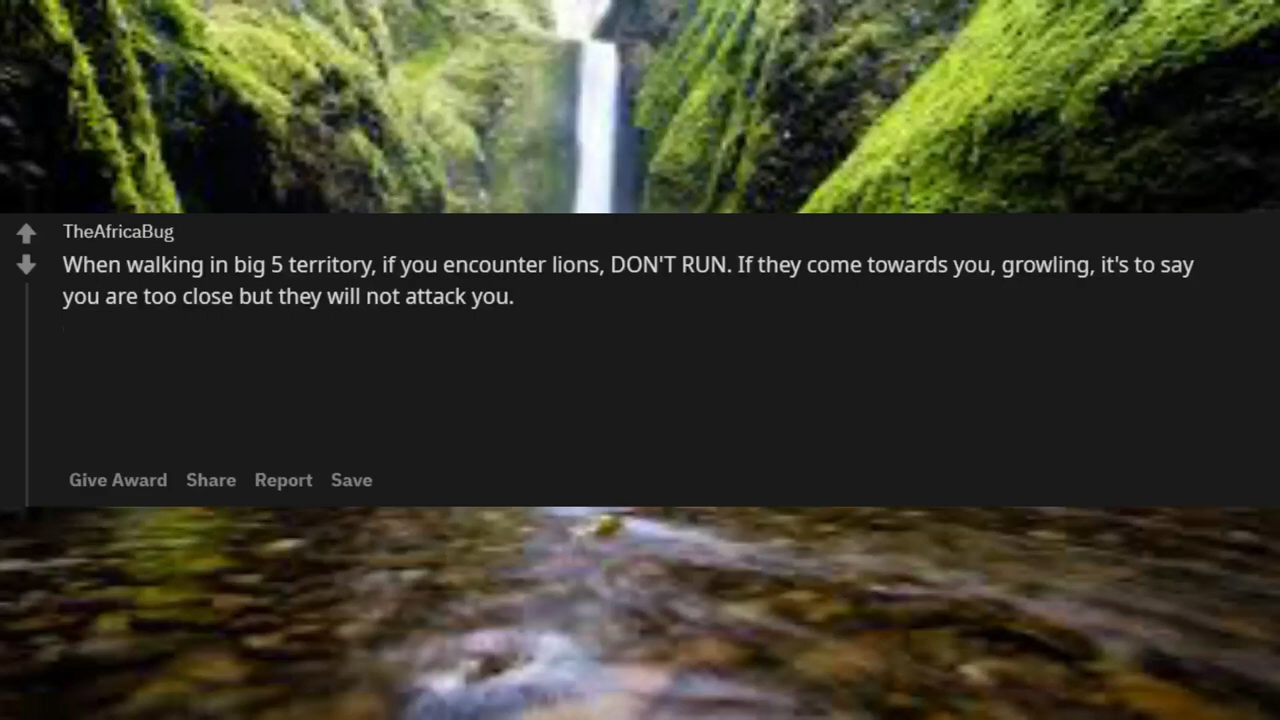 TheAfricaBug
When walking in big 5 territory, if you encounter lions, DON'T RUN. If they come towards you, growling, it's to say
you are too close but they will not attack you.
Give Award Share Report Save